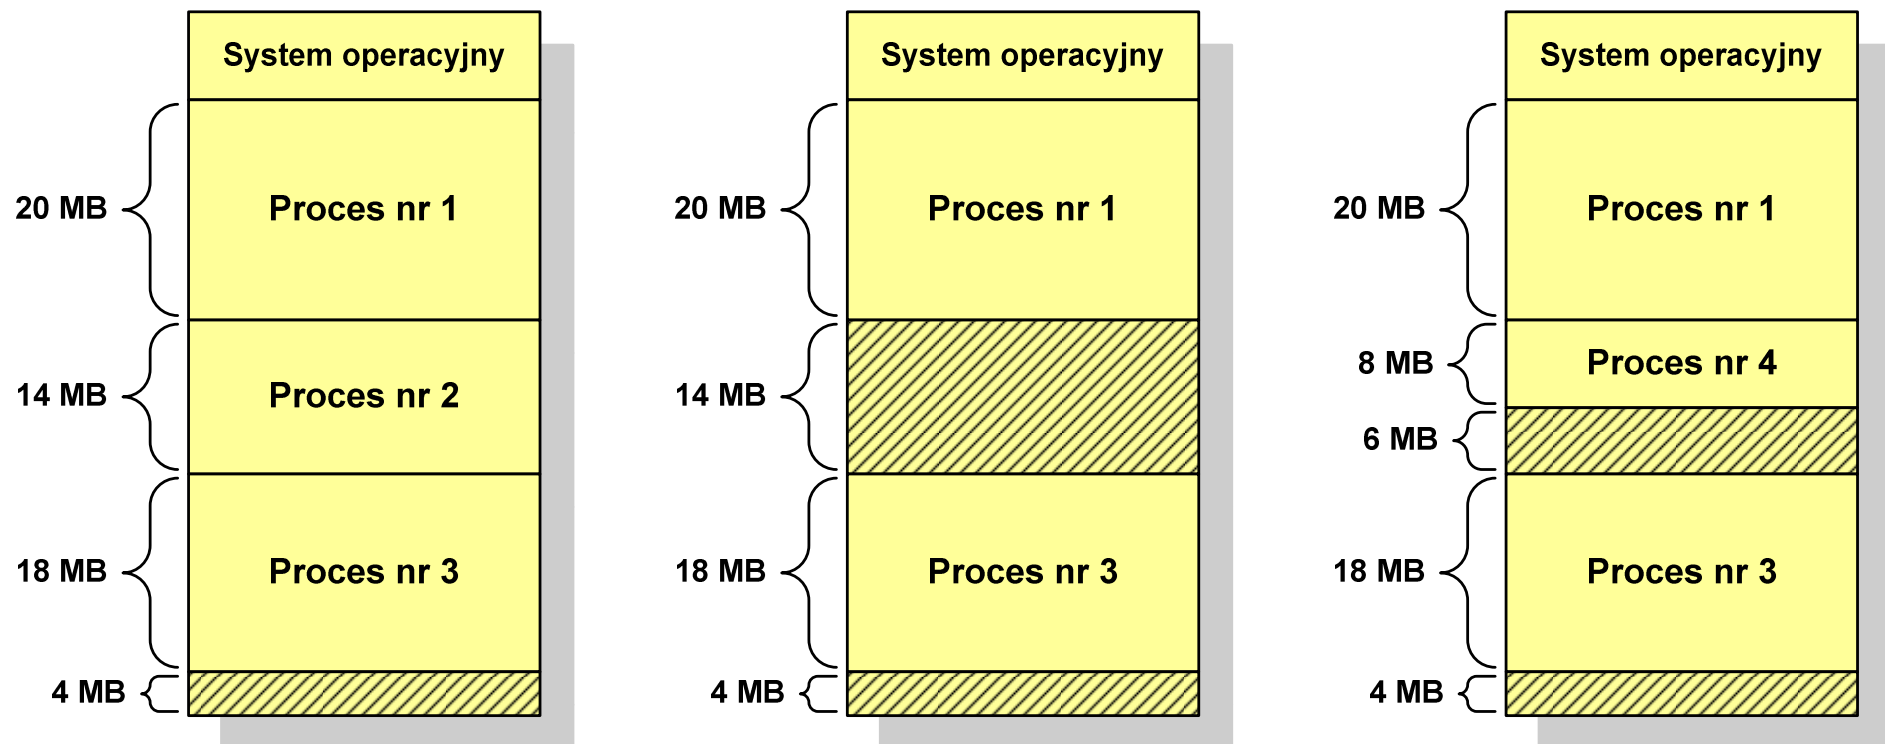 System operacyjny
20 MB
Proces nr 1
14 MB
Proces nr 2
18 MB
Proces nr 3
4 MB
System operacyjny
20 MB
Proces nr 1
14 MB
18 MB
Proces nr 3
4 MB
System operacyjny
20 MB
Proces nr 1
8 MB
Proces nr 4
6 MB
18 MB
Proces nr 3
4 MB